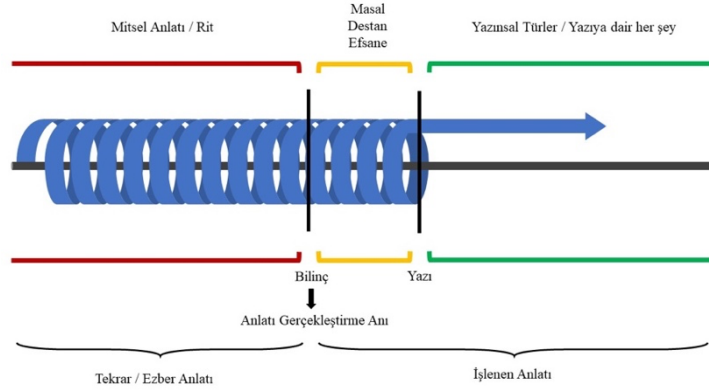 Mitsel Anlatı / Rit
Masal
Destan
Efsane
Yazınsal Türler / Yazıya dair her şey
Bilinç
Yazı
Anlatı Gerçekleştirme Anı
Tekrar / Ezber Anlatı
İşlenen Anlatı